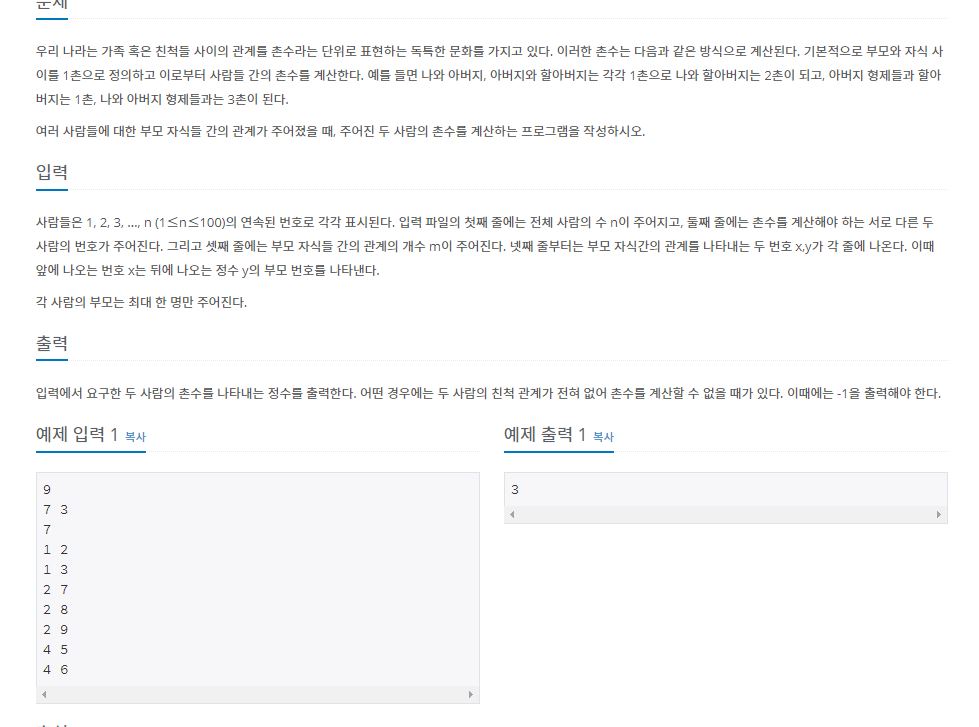 문제
우리 나라는 가족 혹은 친척들 사이의 관계를 촌수라는 단위로 표현하는 독특한 문화를 가지고 있다. 이러한 촌수는 다음과 같은 방식으로 계산된다. 기본적으로 부모와 자식 사
이를 1촌으로 정의하고 이로부터 사람들 간의 촌수를 계산한다. 예를 들면 나와 아버지, 아버지와 할아버지는 각각 1촌으로 나와 할아버지는 2촌이 되고, 아버지 형제들과 할아
버지는 1촌, 나와 아버지 형제들과는 3촌이 된다.
여러 사람들에 대한 부모 자식들 간의 관계가 주어졌을 때, 주어진 두 사람의 촌수를 계산하는 프로그램을 작성하시오.
입력
사람들은 1, 2, 3, …, n (1≤n≤100)의 연속된 번호로 각각 표시된다. 입력 파일의 첫째 줄에는 전체 사람의 수 n이 주어지고, 둘째 줄에는 촌수를 계산해야 하는 서로 다른 두
사람의 번호가 주어진다. 그리고 셋째 줄에는 부모 자식들 간의 관계의 개수 m이 주어진다. 넷째 줄부터는 부모 자식간의 관계를 나타내는 두 번호 x,y가 각 줄에 나온다. 이때
앞에 나오는 번호 x는 뒤에 나오는 정수 y의 부모 번호를 나타낸다.
각 사람의 부모는 최대 한 명만 주어진다.
출력
입력에서 요구한 두 사람의 촌수를 나타내는 정수를 출력한다. 어떤 경우에는 두 사람의 친척 관계가 전혀 없어 촌수를 계산할 수 없을 때가 있다. 이때에는 -1을 출력해야 한다.
예제 입력 1 복사
9
7 3
7
1 2
1 3
2 7
2 8
2 9
4 5
4 6
예제 출력 1 복사
3